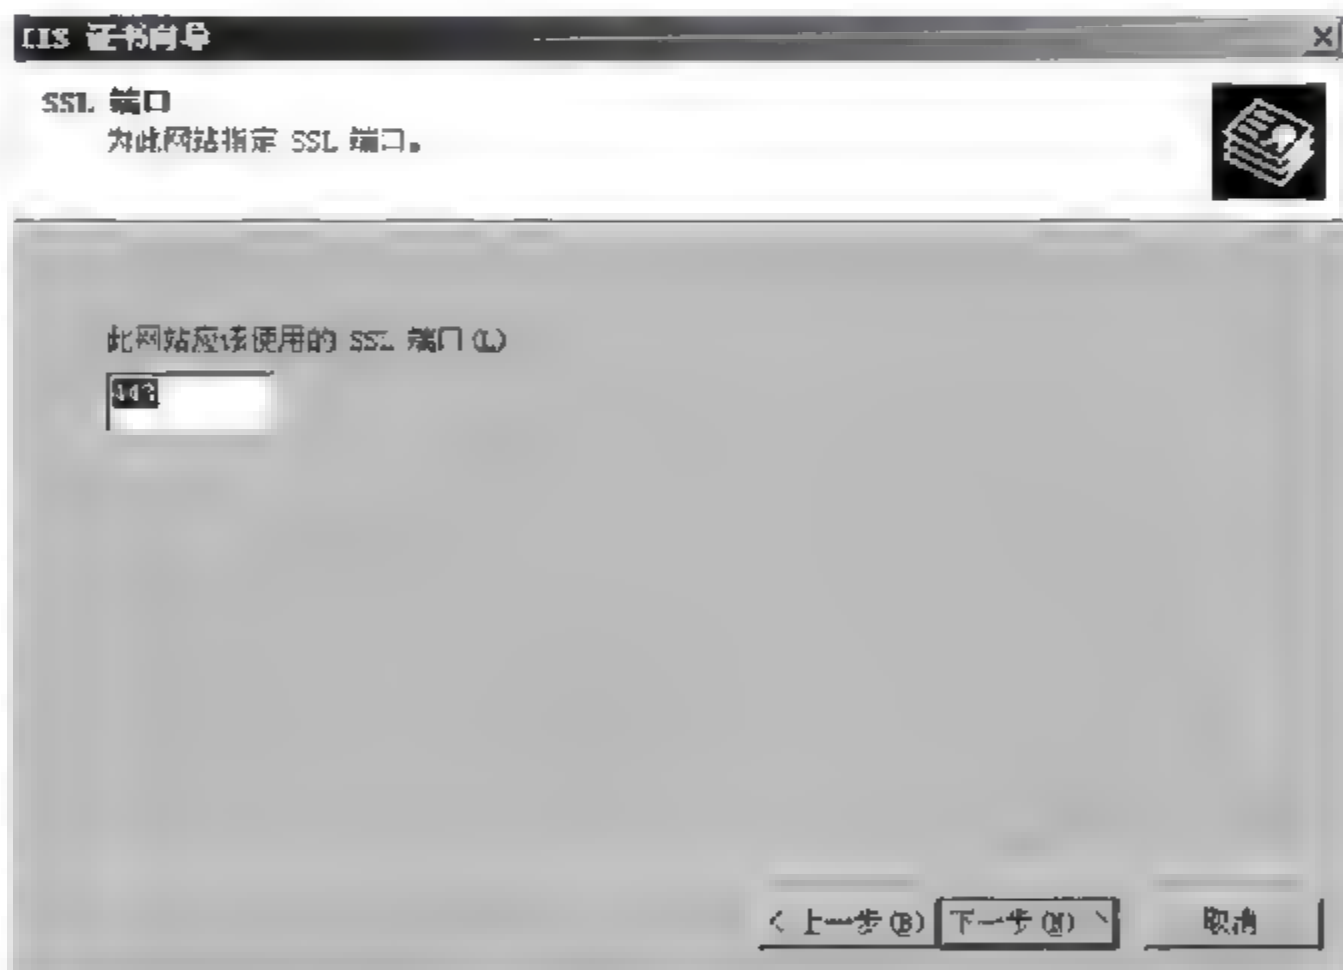 IIS 证书向导
SSL 端口
为此网站指定 SSL 端口。
此网站应该使用的 SSL 端口(L)
443
< 上一步(B)
下一步(N) >
取消